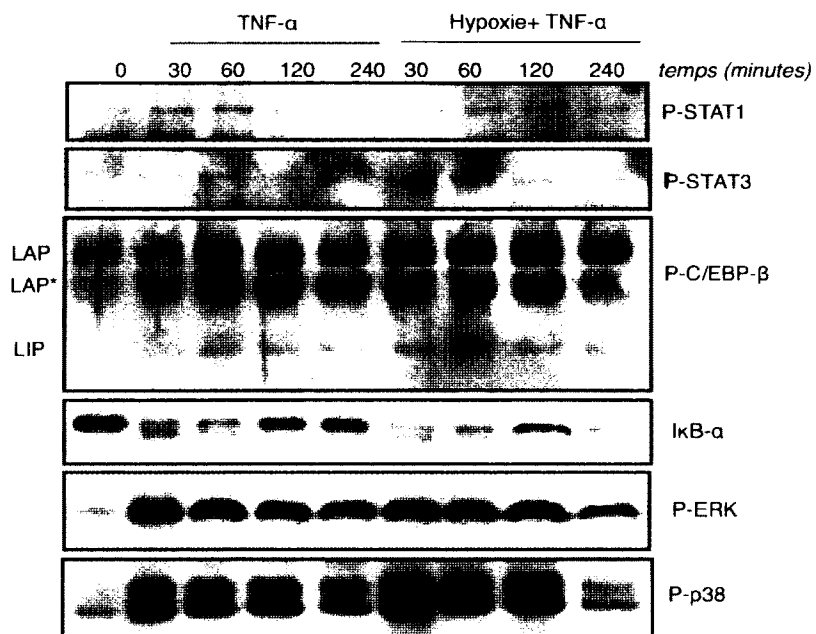 TNF-α Hypoxie+ TNF-α
0 30 60 120 240 30 60 120 240 temps (minutes)
P-STAT1
P-STAT3
LAP
LAP*
P-C/EBP-β
LIP
IκB-α
P-ERK
P-p38